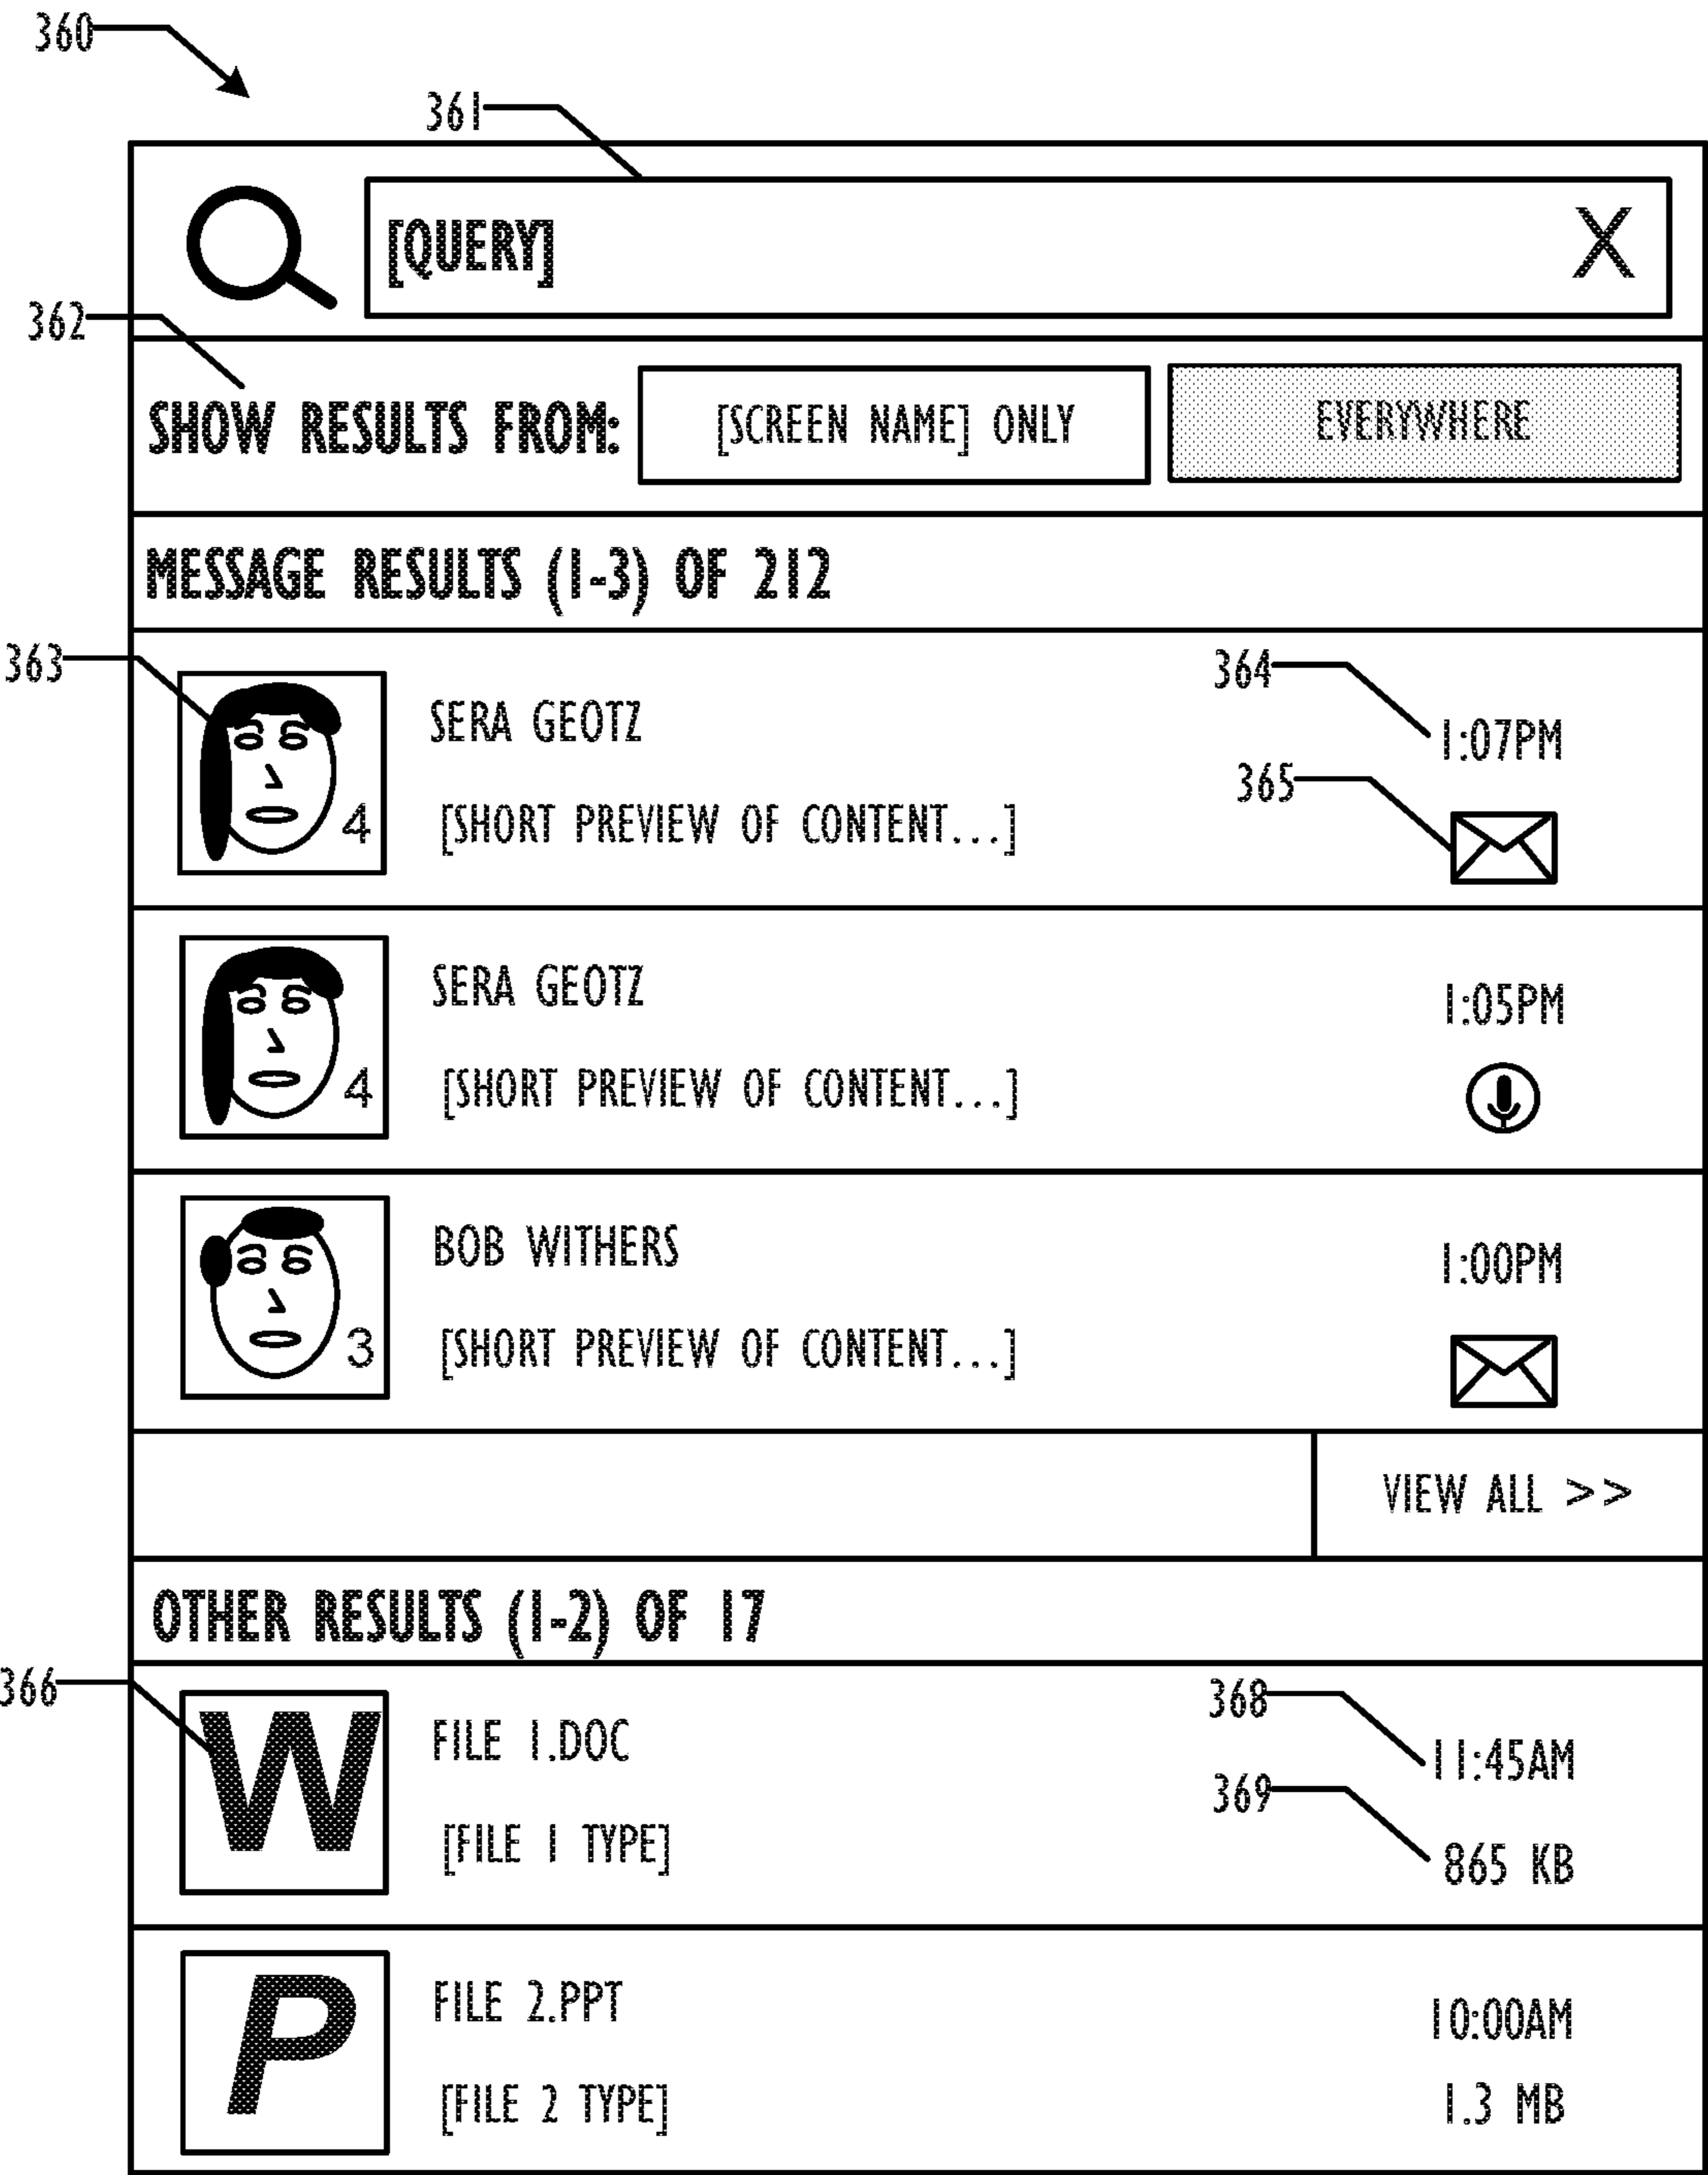 360
361
[QUERY] X
362
SHOW RESULTS FROM: [SCREEN NAME] ONLY EVERYWHERE
MESSAGE RESULTS (1-3) OF 212
363
364
SERA GEOTZ 1:07PM
365
4 [SHORT PREVIEW OF CONTENT...]
SERA GEOTZ 1:05PM
4 [SHORT PREVIEW OF CONTENT...]
BOB WITHERS 1:00PM
3 [SHORT PREVIEW OF CONTENT...]
VIEW ALL >>
OTHER RESULTS (1-2) OF 17
366
368
W FILE 1.DOC 11:45AM
369
[FILE 1 TYPE] 865 KB
P FILE 2.PPT 10:00AM
[FILE 2 TYPE] 1.3 MB